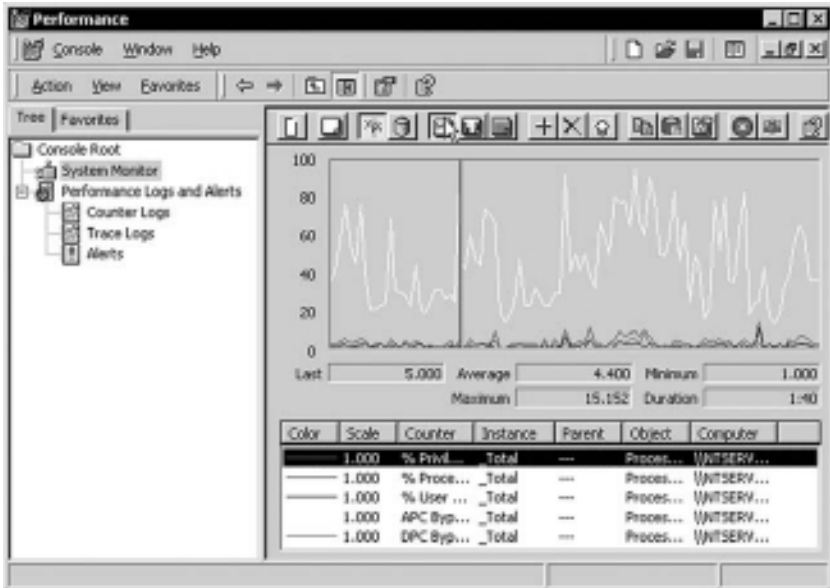 Performance
Console Window Help
Action View Favorites
Tree Favorites
Console Root
System Monitor
Performance Logs and Alerts
Counter Logs
Trace Logs
Alerts
100
80
60
40
20
0
Last 5.000 Average 4.400 Minimum 1.000
Maximum 15.152 Duration 1:40
Color Scale Counter Instance Parent Object Computer
1.000 % Privil... _Total --- Proces... \\NTSERV...
1.000 % Proce... _Total --- Proces... \\NTSERV...
1.000 % User ... _Total --- Proces... \\NTSERV...
1.000 APC Byp... _Total --- Proces... \\NTSERV...
1.000 DPC Byp... _Total --- Proces... \\NTSERV...